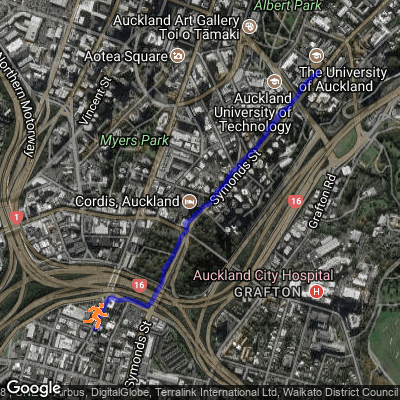 Albert Park
Auckland Art Gallery
Toi o Tāmaki
Aotea Square
The University
of Auckland
Northern Motorway
Vincent St
Auckland
University of
Technology
Myers Park
Symonds St
Cordis, Auckland
16
Grafton Rd
1
16
Auckland City Hospital
GRAFTON
H
Symonds St
Google
Airbus, DigitalGlobe, Terralink International Ltd, Waikato District Council